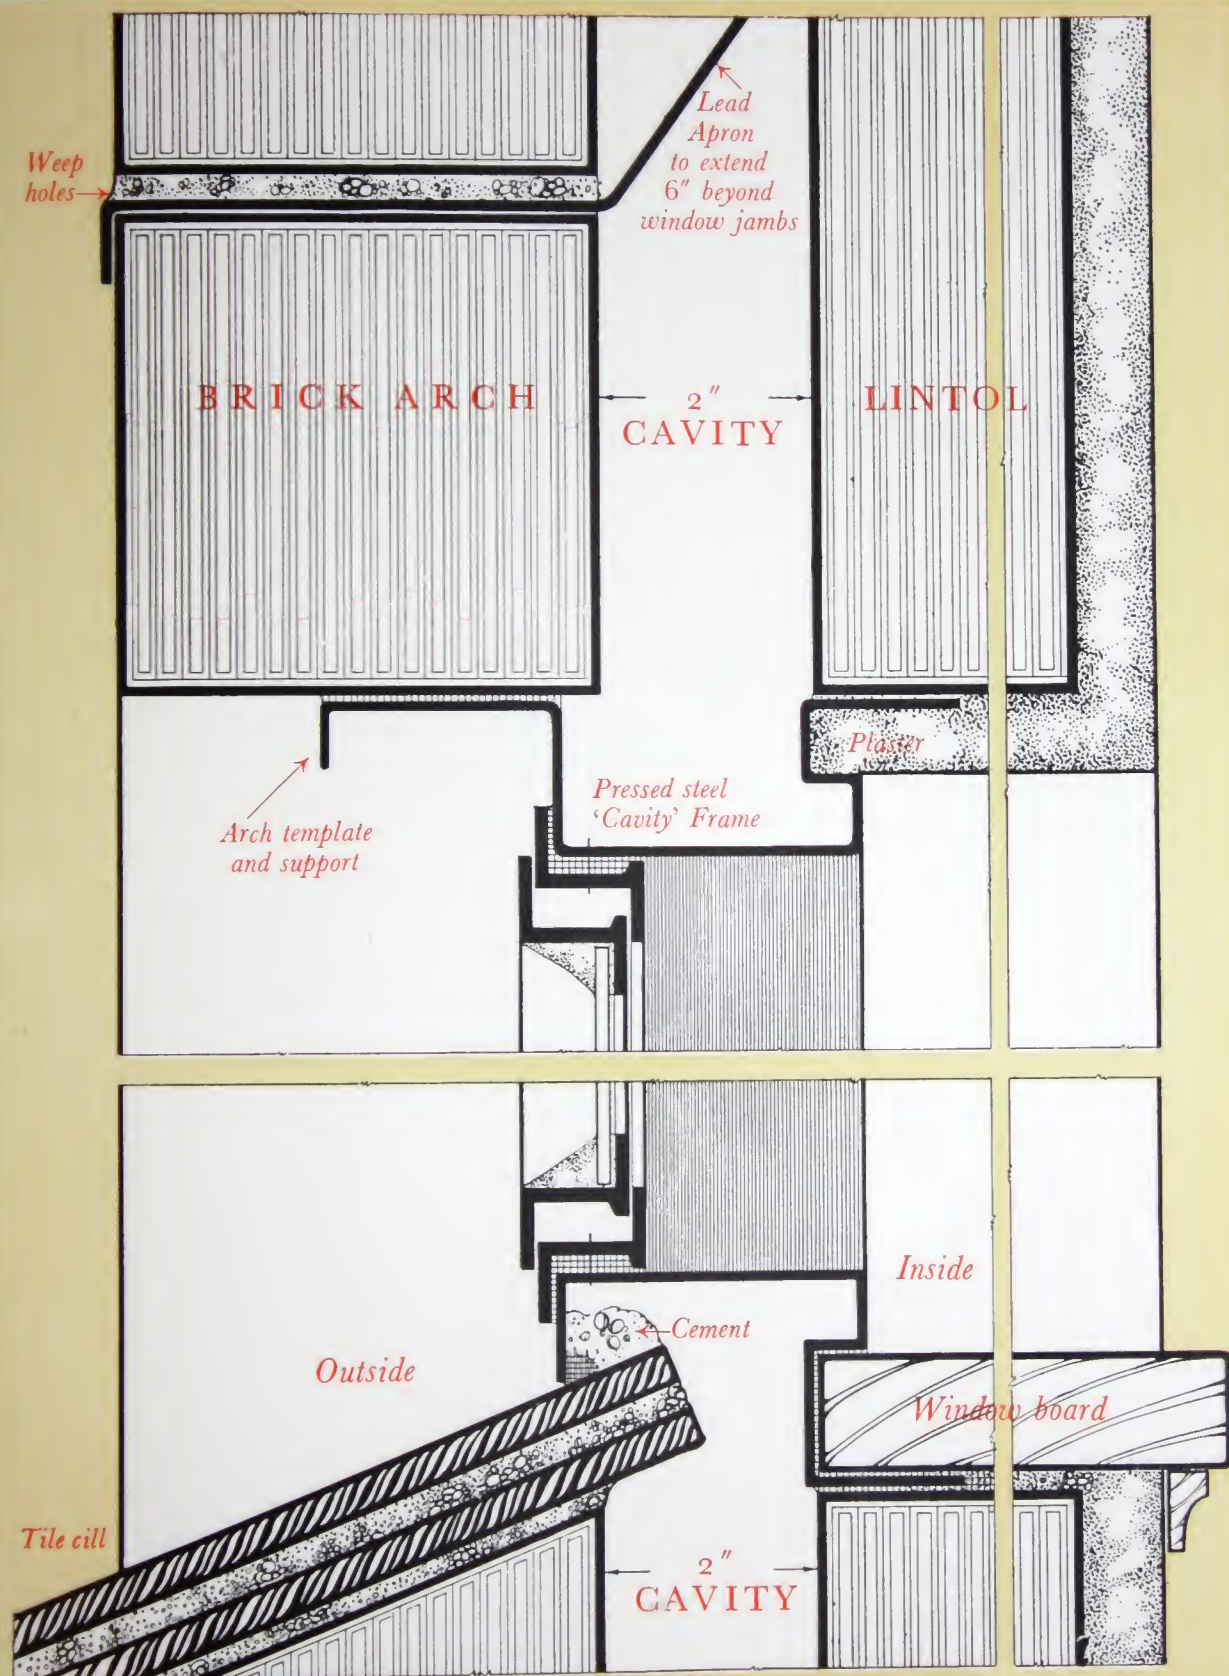 Lead
Apron
to extend
6" beyond
window jambs
Weep
holes
BRICK ARCH
2"
CAVITY
LINTOL
Plaster
Pressed steel
'Cavity' Frame
Arch template
and support
Inside
Cement
Outside
Window board
Tile cill
2"
CAVITY